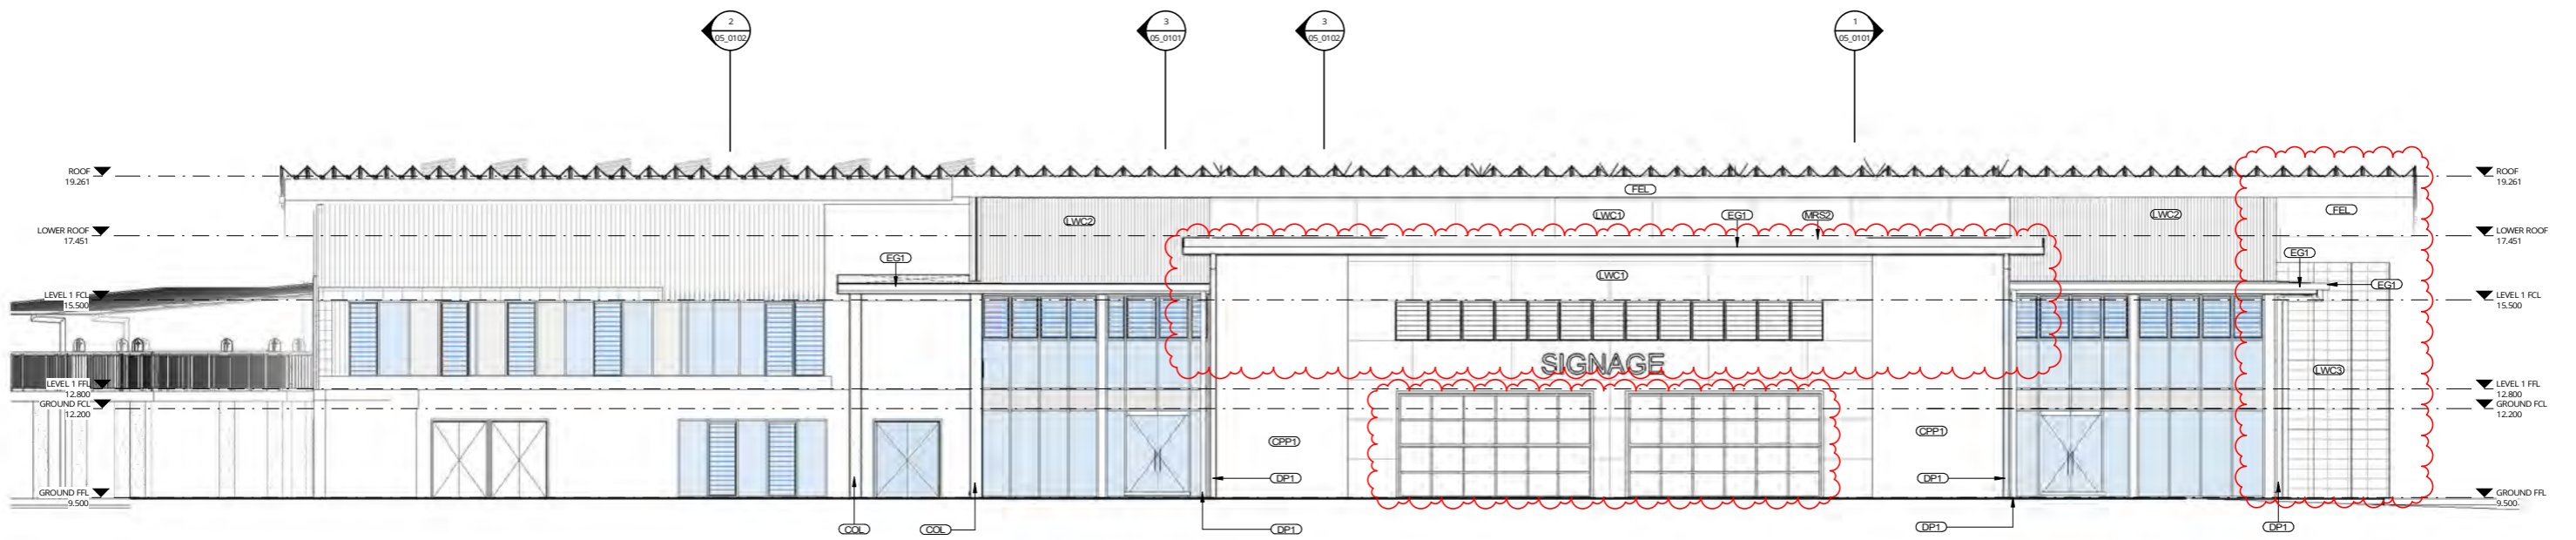 2
05_0102
3
05_0101
3
05_0102
1
05_0101
ROOF
19.261
LOWER ROOF
17.451
LEVEL 1 FCL
15.500
LEVEL 1 FFL
12.800
GROUND FCL
12.200
GROUND FFL
9.500
FEL
LWC2
LWC1
EG1
MRS2
LWC2
FEL
EG1
LWC1
EG1
EG1
SIGNAGE
LWC3
CPP1
CPP1
DP1
DP1
COL
COL
DP1
DP1
DP1
ROOF
19.261
LOWER ROOF
17.451
LEVEL 1 FCL
15.500
LEVEL 1 FFL
12.800
GROUND FCL
12.200
GROUND FFL
9.500